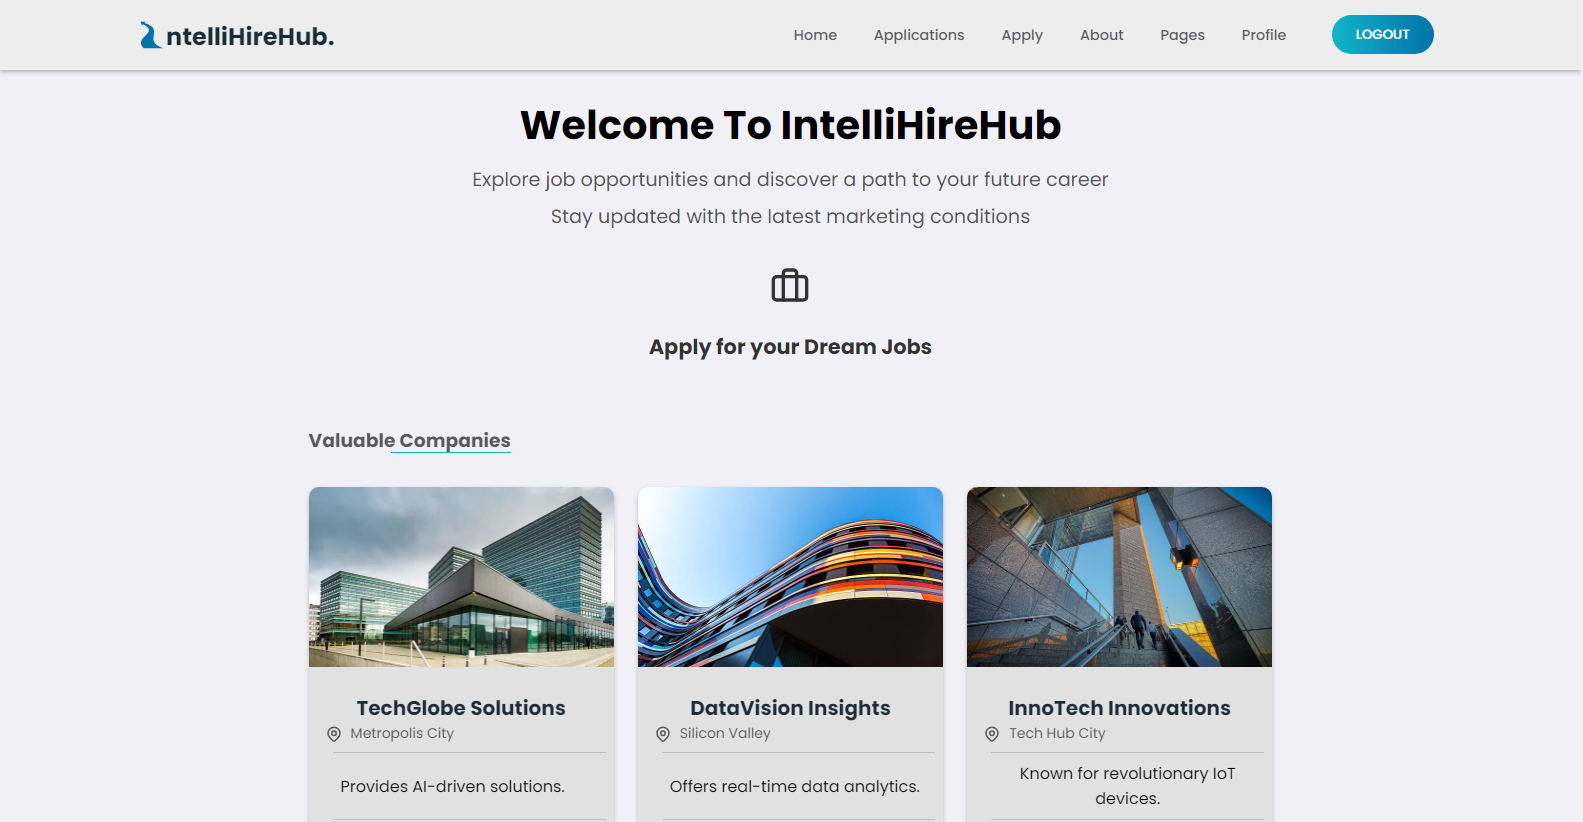 ntelliHireHub.
Home Applications Apply About Pages Profile LOGOUT
Welcome To IntelliHireHub
Explore job opportunities and discover a path to your future career
Stay updated with the latest marketing conditions
Apply for your Dream Jobs
Valuable Companies
TechGlobe Solutions
Metropolis City
Provides AI-driven solutions.
DataVision Insights
Silicon Valley
Offers real-time data analytics.
InnoTech Innovations
Tech Hub City
Known for revolutionary IoT
devices.